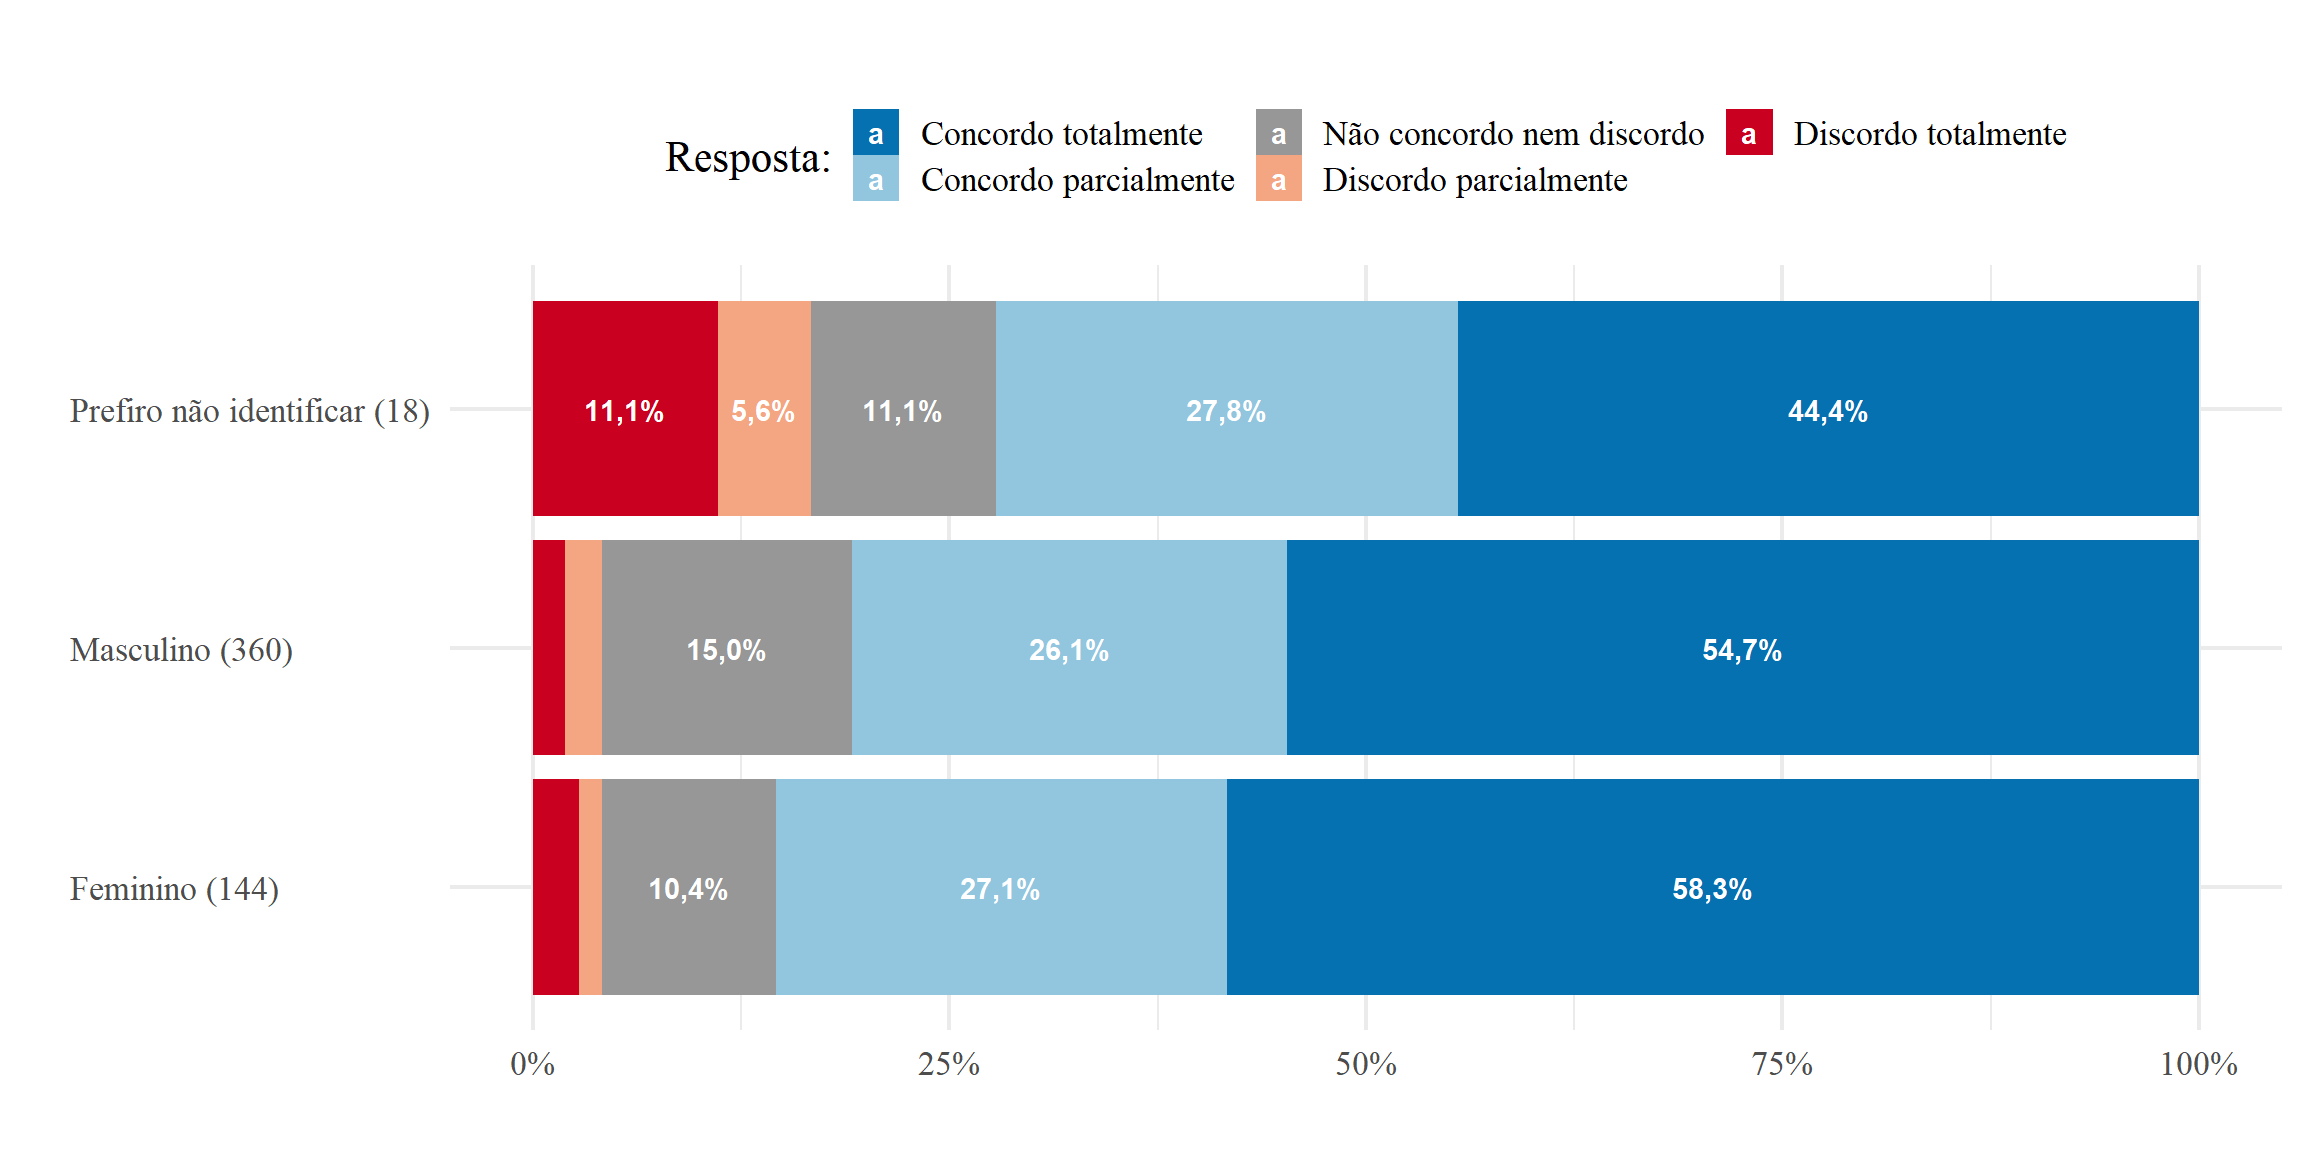 Resposta:
a Concordo totalmente a Não concordo nem discordo a Discordo totalmente
a Concordo parcialmente a Discordo parcialmente
Prefiro não identificar (18) 11,1% 5,6% 11,1% 27,8% 44,4%
Masculino (360) 15,0% 26,1% 54,7%
Feminino (144) 10,4% 27,1% 58,3%
0% 25% 50% 75% 100%